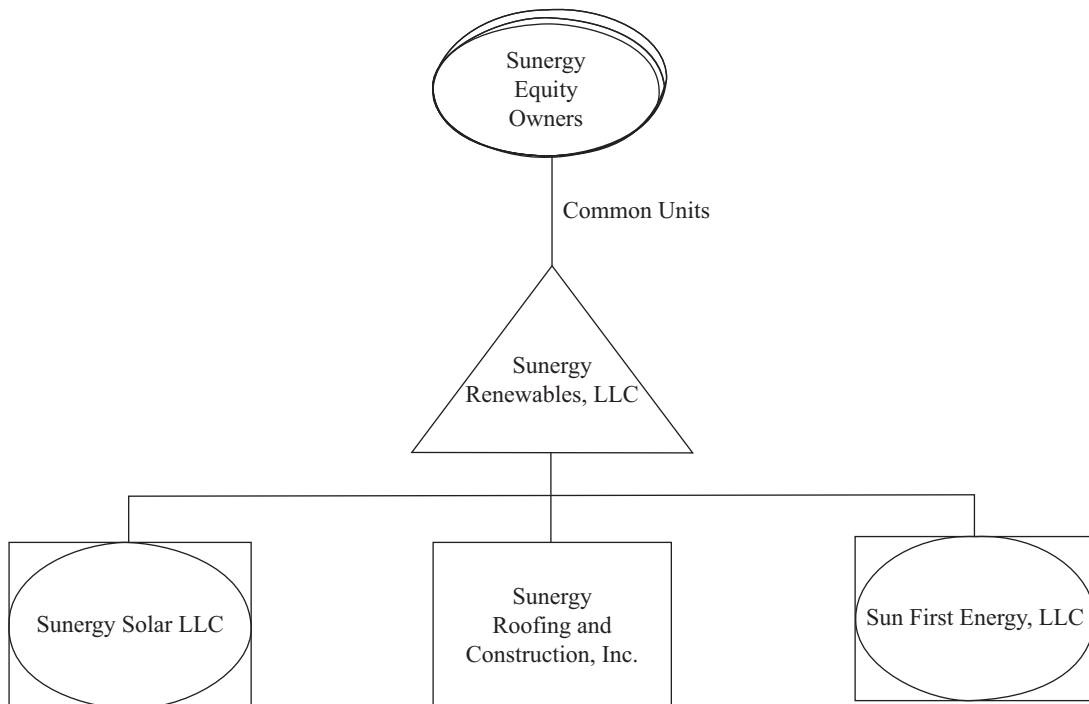 Sunergy
Equity
Owners
Common Units
Sunergy
Renewables, LLC
Sunergy Solar LLC
Sunergy
Roofing and
Construction, Inc.
Sun First Energy, LLC